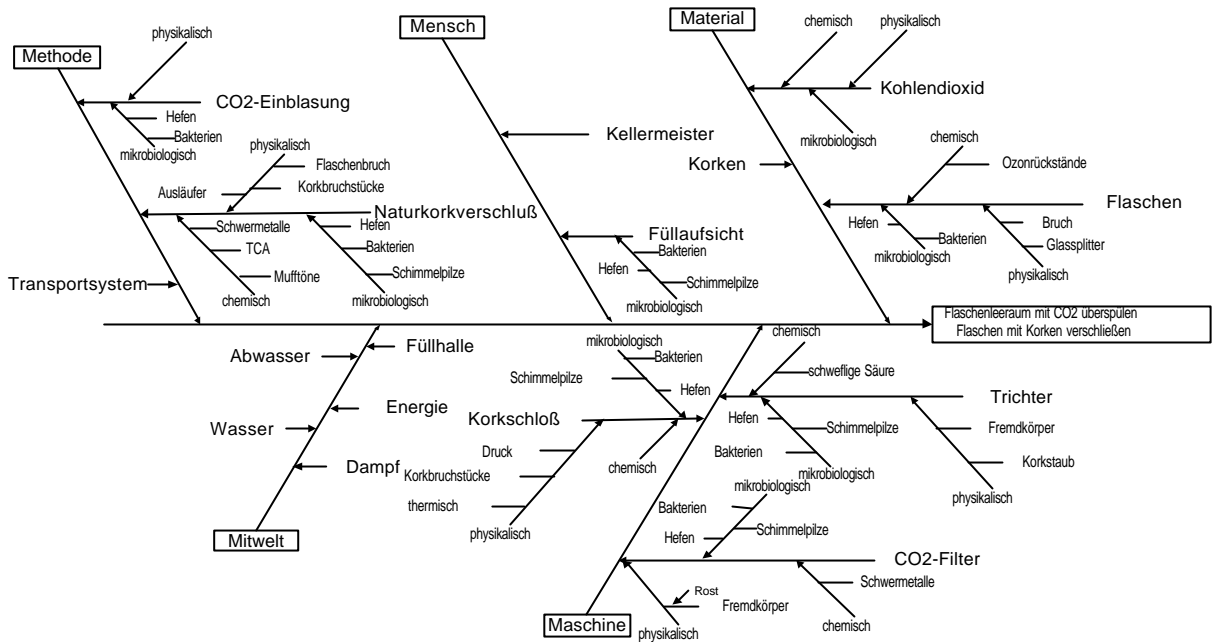 Methode
physikalisch
CO2-Einblasung
Hefen
Bakterien
mikrobiologisch
physikalisch
Flaschenbruch
Korkbruchstücke
Ausläufer
Naturkorkverschluß
Schwermetalle
TCA
Mufftöne
chemisch
Hefen
Bakterien
Schimmelpilze
mikrobiologisch
Transportsystem
Mensch
Kellermeister
Füllaufsicht
Bakterien
Hefen
Schimmelpilze
mikrobiologisch
Material
chemisch
physikalisch
Kohlendioxid
mikrobiologisch
Korken
chemisch
Ozonrückstände
Flaschen
Hefen
Bakterien
mikrobiologisch
Bruch
Glassplitter
physikalisch
Flaschenleeraum mit CO2 überspülen
Flaschen mit Korken verschließen
Abwasser
Füllhalle
Energie
Wasser
Dampf
Mitwelt
mikrobiologisch
Bakterien
Schimmelpilze
Hefen
Korkschloß
Druck
Korkbruchstücke
thermisch
physikalisch
chemisch
chemisch
schweflige Säure
Trichter
Hefen
Schimmelpilze
Bakterien
mikrobiologisch
Fremdkörper
Korkstaub
physikalisch
mikrobiologisch
Bakterien
Schimmelpilze
Hefen
CO2-Filter
Schwermetalle
chemisch
Rost
Fremdkörper
physikalisch
Maschine